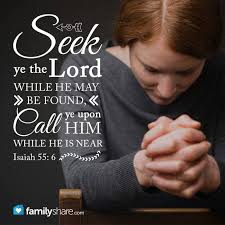 Seek
ye the Lord
WHILE HE MAY
BE FOUND,
Call ye upon
HIM
WHILE HE IS NEAR
Isaiah 55: 6
familyshare.com